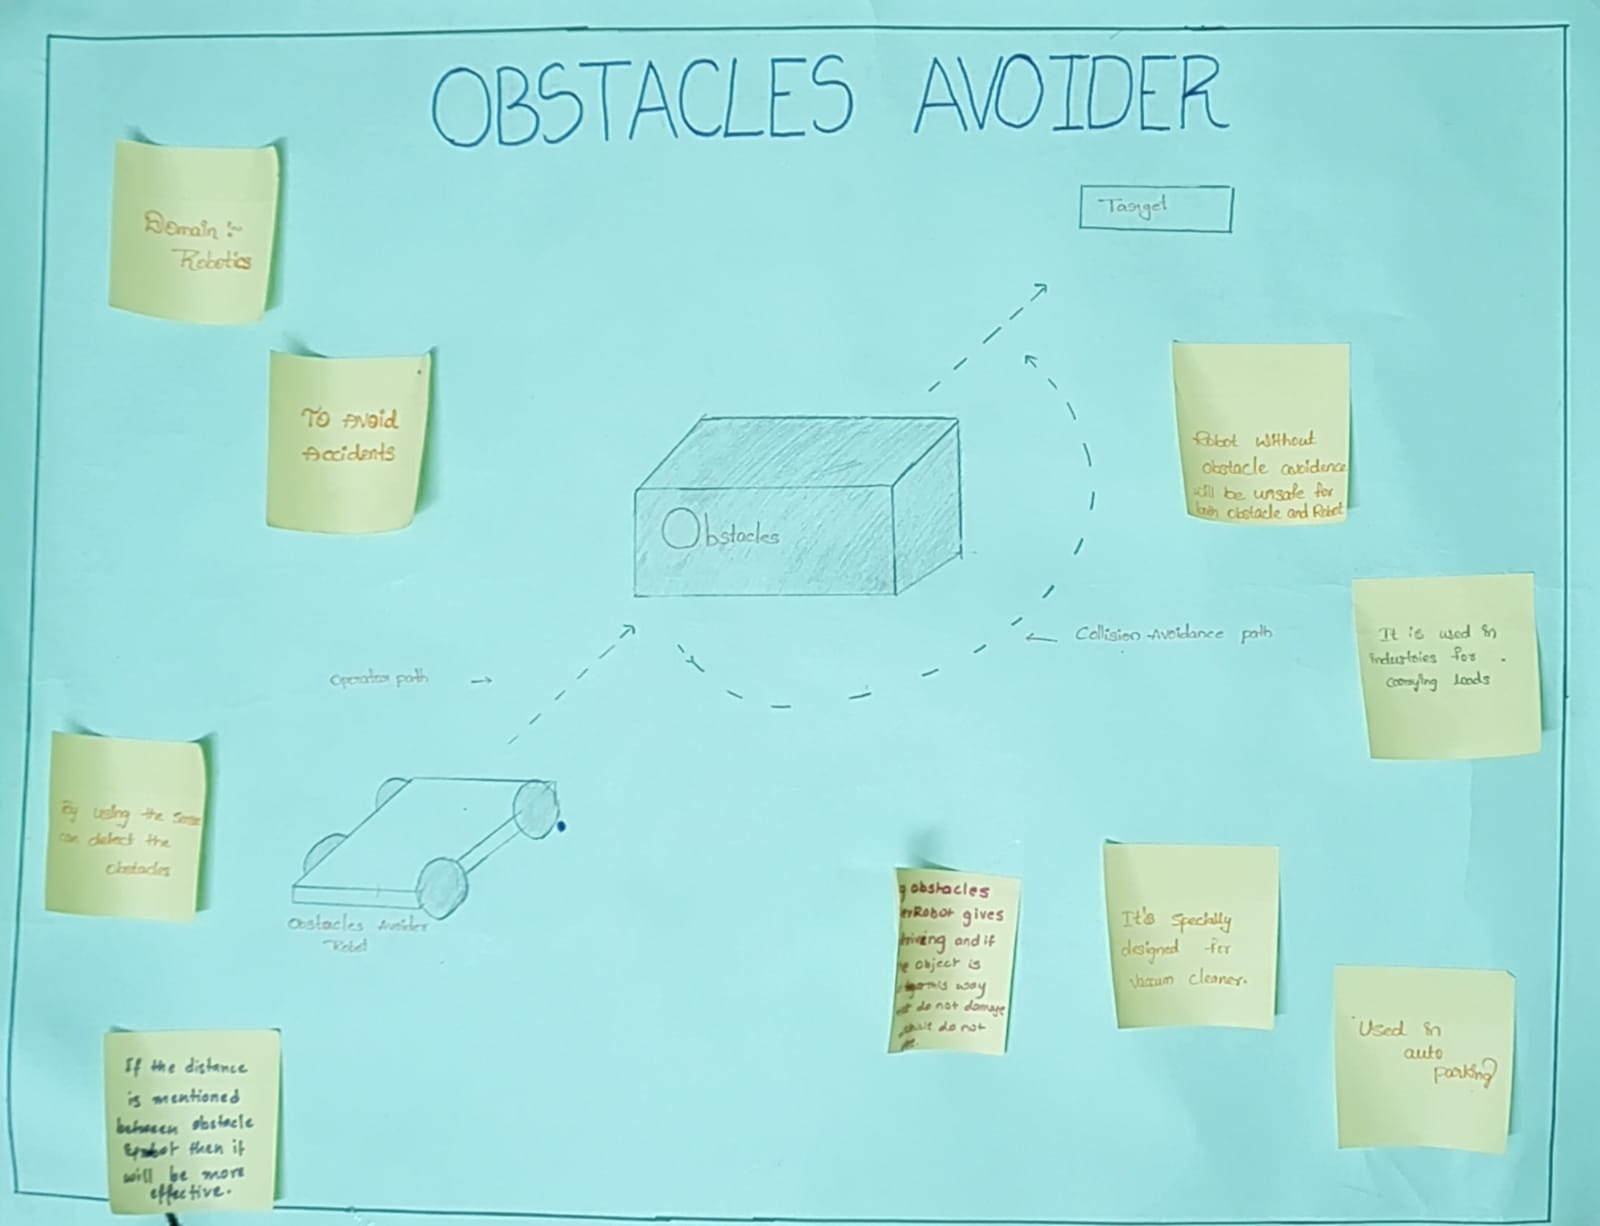 OBSTACLES AVOIDER
Domain :~
Robotics
Target
To Avoid
Accidents
Robot Without
obstacle avoidence
will be unsafe for
both obstacle and Robot
Obstacles
It is used in
industries for
carrying loads
Collision Avoidance path
Operation path →
By using the
can detect the
Obstacles
Obstacles Avoider
Robot
obstacles
Robot gives
and if
object is
way
do not damage
do not
It's Specially
designed for
Vacuum Cleaner.
Used in
auto
parking
If the distance
is mentioned
between obstacle
then it
will be more
effective.